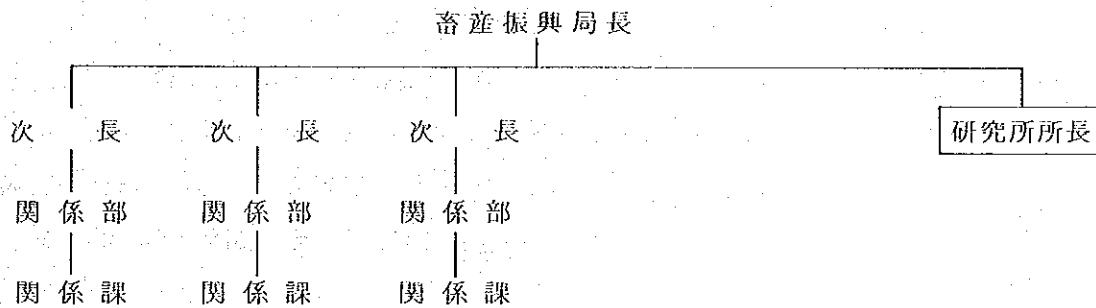 畜産振興局長
次長 次長 次長 研究所所長
関係部 関係部 関係部
関係課 関係課 関係課